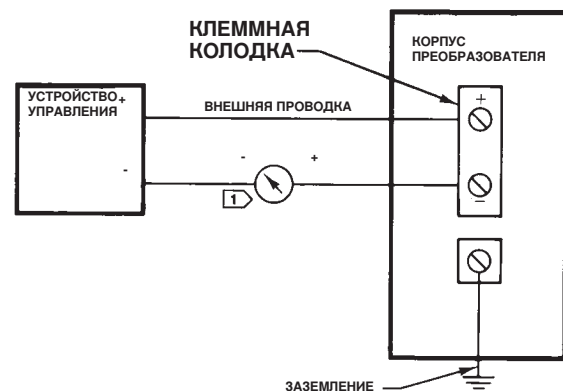 КЛЕММНАЯ
КОЛОДКА
КОРПУС
ПРЕОБРАЗОВАТЕЛЯ
УСТРОЙСТВО +
УПРАВЛЕНИЯ
ВНЕШНЯЯ ПРОВОДКА
+
- - +
1
—
ЗАЗЕМЛЕНИЕ